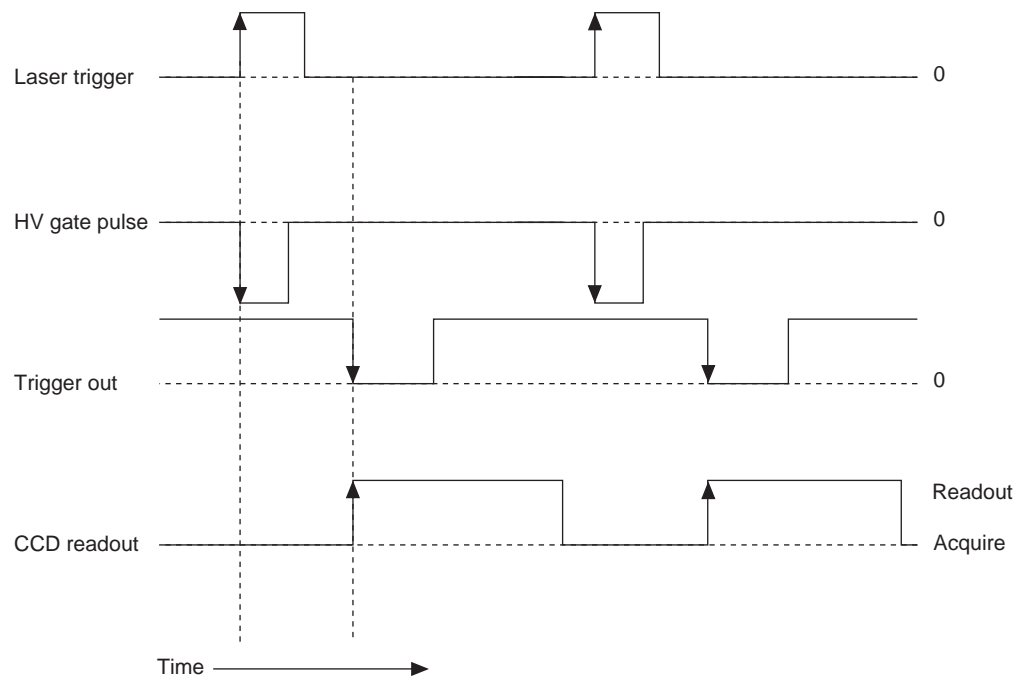 Laser trigger 0
HV gate pulse 0
Trigger out 0
Readout
CCD readout Acquire
Time